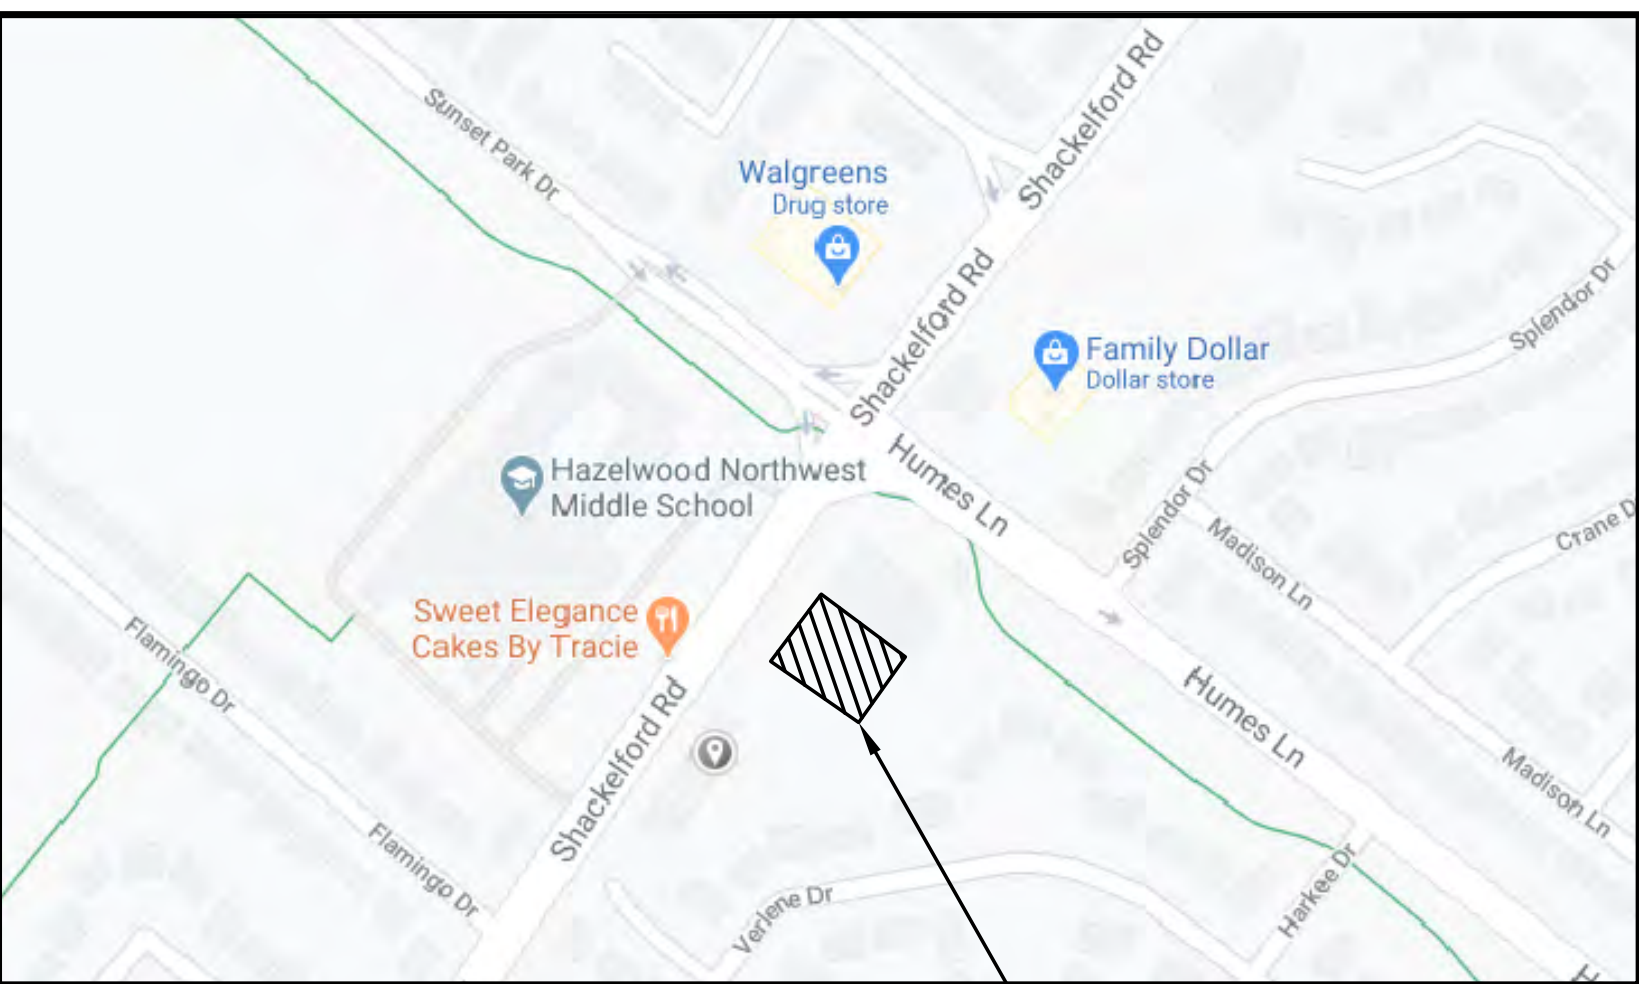 Shackelford Rd
Sunset Park Dr
Walgreens
Drug store
Shackelford Rd
Splendor Dr
Family Dollar
Dollar store
Humes Ln
Hazelwood Northwest
Middle School
Splendor Dr
Madison Ln
Crane D
Sweet Elegance
Cakes By Tracie
Flamingo Dr
Shackelford Rd
Humes Ln
Madison Ln
Flamingo Dr
Verlene Dr
Harkee Dr
H